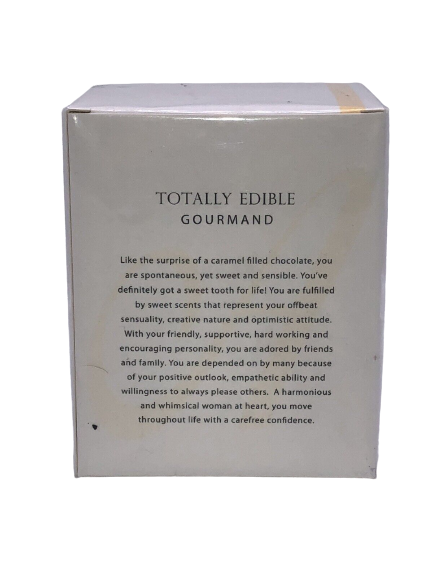 TOTALLY EDIBLE
GOURMAND
Like the surprise of a caramel filled chocolate, you
are spontaneous, yet sweet and sensible. You've
definitely got a sweet tooth for life! You are fulfilled
by sweet scents that represent your offbeat
sensuality, creative nature and optimistic attitude.
With your friendly, supportive, hard working and
encouraging personality, you are adored by friends
and family. You are depended on by many because
of your positive outlook, empathetic ability and
willingness to always please others. A harmonious
and whimsical woman at heart, you move
throughout life with a carefree confidence.